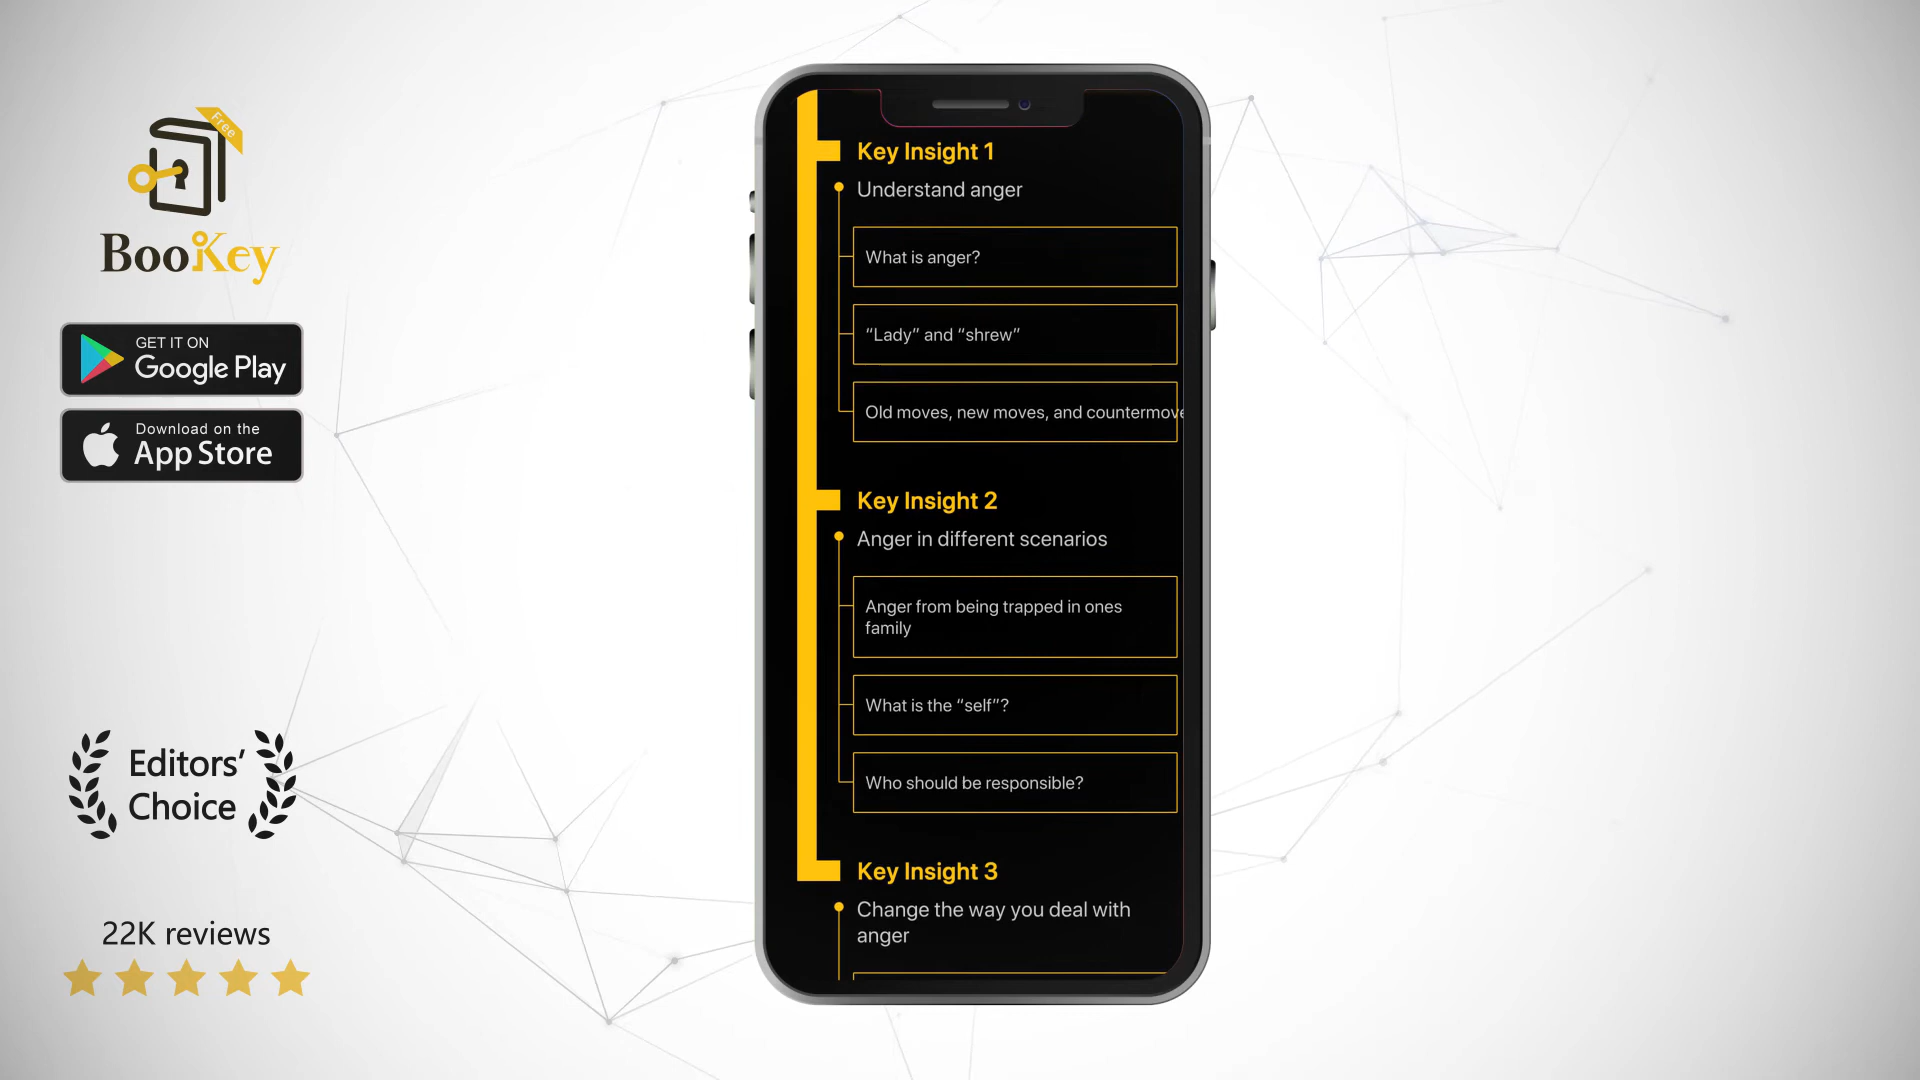 Free
BooKey
GET IT ON
Google Play
Download on the
App Store
Editors'
Choice
22K reviews
Key Insight 1
Understand anger
What is anger?
“Lady” and “shrew”
Old moves, new moves, and countermove
Key Insight 2
Anger in different scenarios
Anger from being trapped in ones
family
What is the “self”?
Who should be responsible?
Key Insight 3
Change the way you deal with
anger